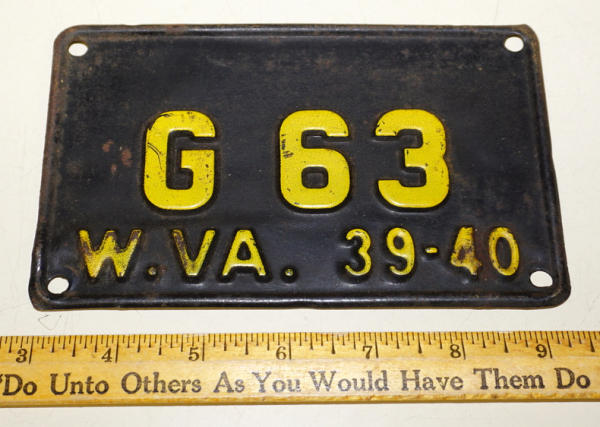 G 63
W.VA. 39-40
3 4 5 6 7 8 9
"Do Unto Others As You Would Have Them Do